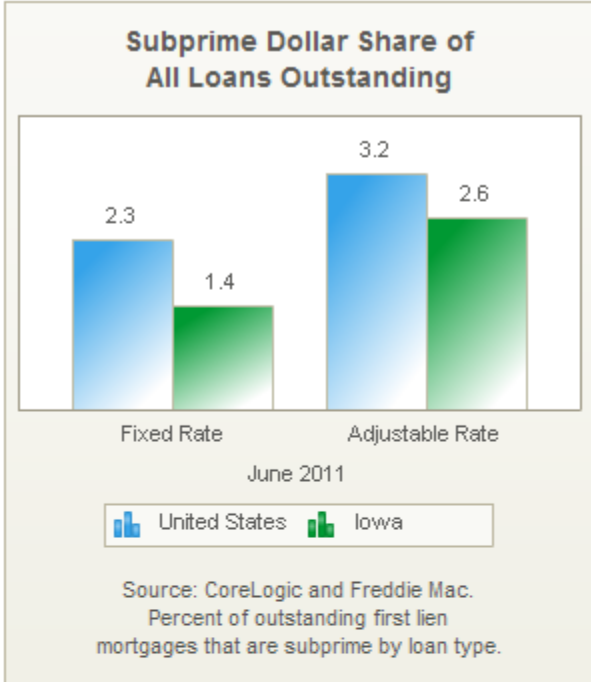 Subprime Dollar Share of
All Loans Outstanding
3.2
2.6
2.3
1.4
Fixed Rate Adjustable Rate
June 2011
United States Iowa
Source: CoreLogic and Freddie Mac.
Percent of outstanding first lien
mortgages that are subprime by loan type.